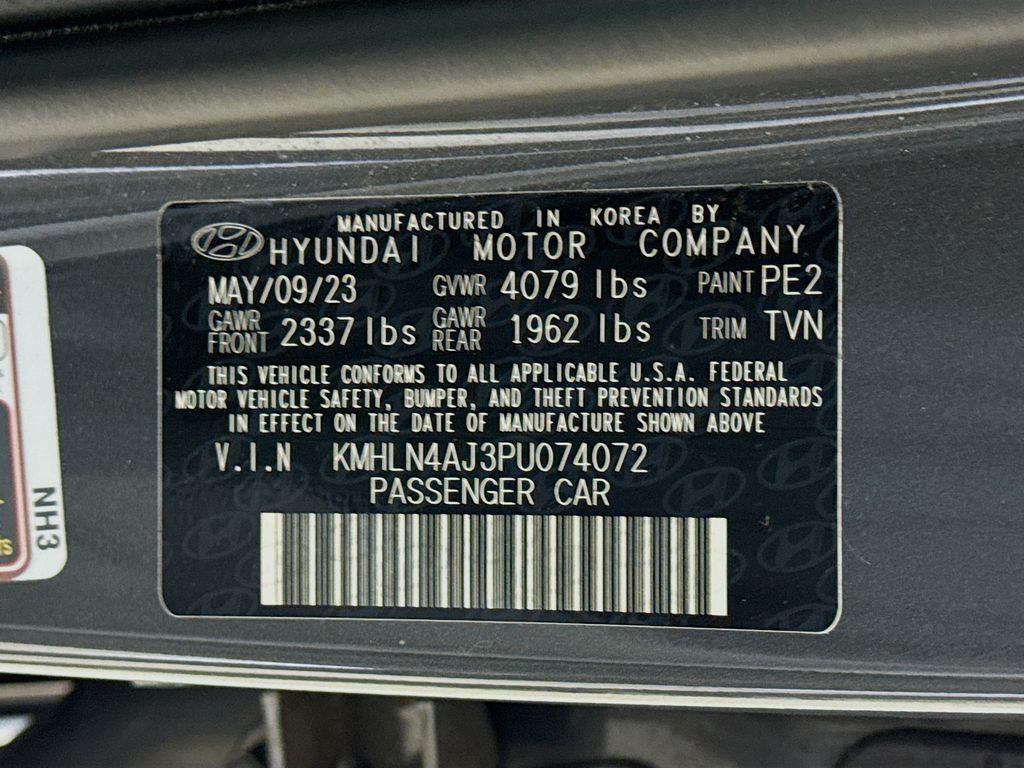 MANUFACTURED IN KOREA BY
HYUNDAI MOTOR COMPANY
MAY/09/23 GVWR 4079 lbs PAINT PE2
GAWR FRONT 2337 lbs GAWR REAR 1962 lbs TRIM TVN
THIS VEHICLE CONFORMS TO ALL APPLICABLE U.S.A. FEDERAL
MOTOR VEHICLE SAFETY, BUMPER, AND THEFT PREVENTION STANDARDS
IN EFFECT ON THE DATE OF MANUFACTURE SHOWN ABOVE
V.I.N KMHLN4AJ3PU074072
PASSENGER CAR
NH3